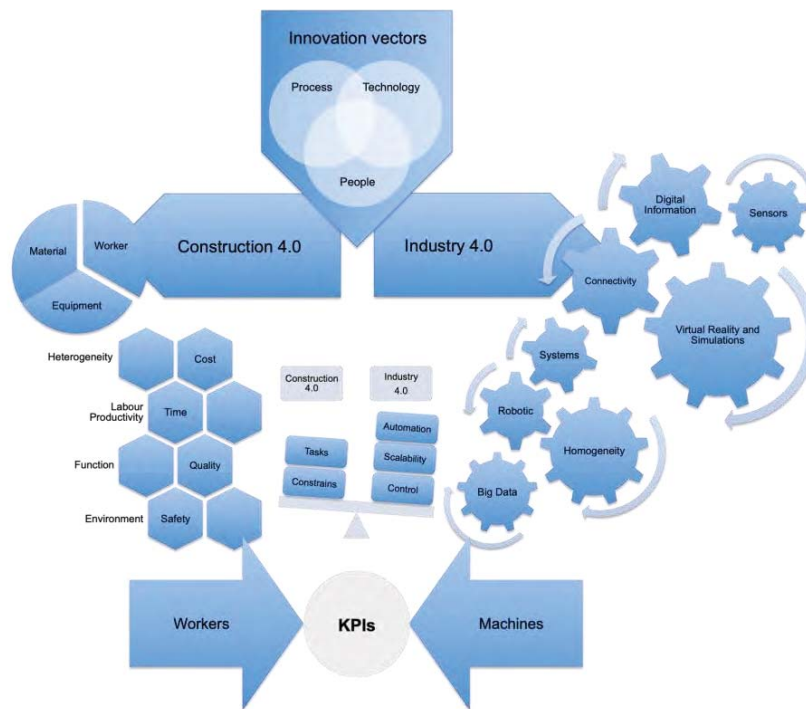 Innovation vectors
Process
Technology
People
Construction 4.0
Industry 4.0
Material
Worker
Equipment
Digital
Information
Sensors
Connectivity
Virtual Reality and
Simulations
Systems
Robotic
Homogeneity
Big Data
Heterogeneity
Cost
Labour
Productivity
Time
Function
Quality
Environment
Safety
Construction
4.0
Industry
4.0
Tasks
Constrains
Automation
Scalability
Control
Workers
KPIs
Machines